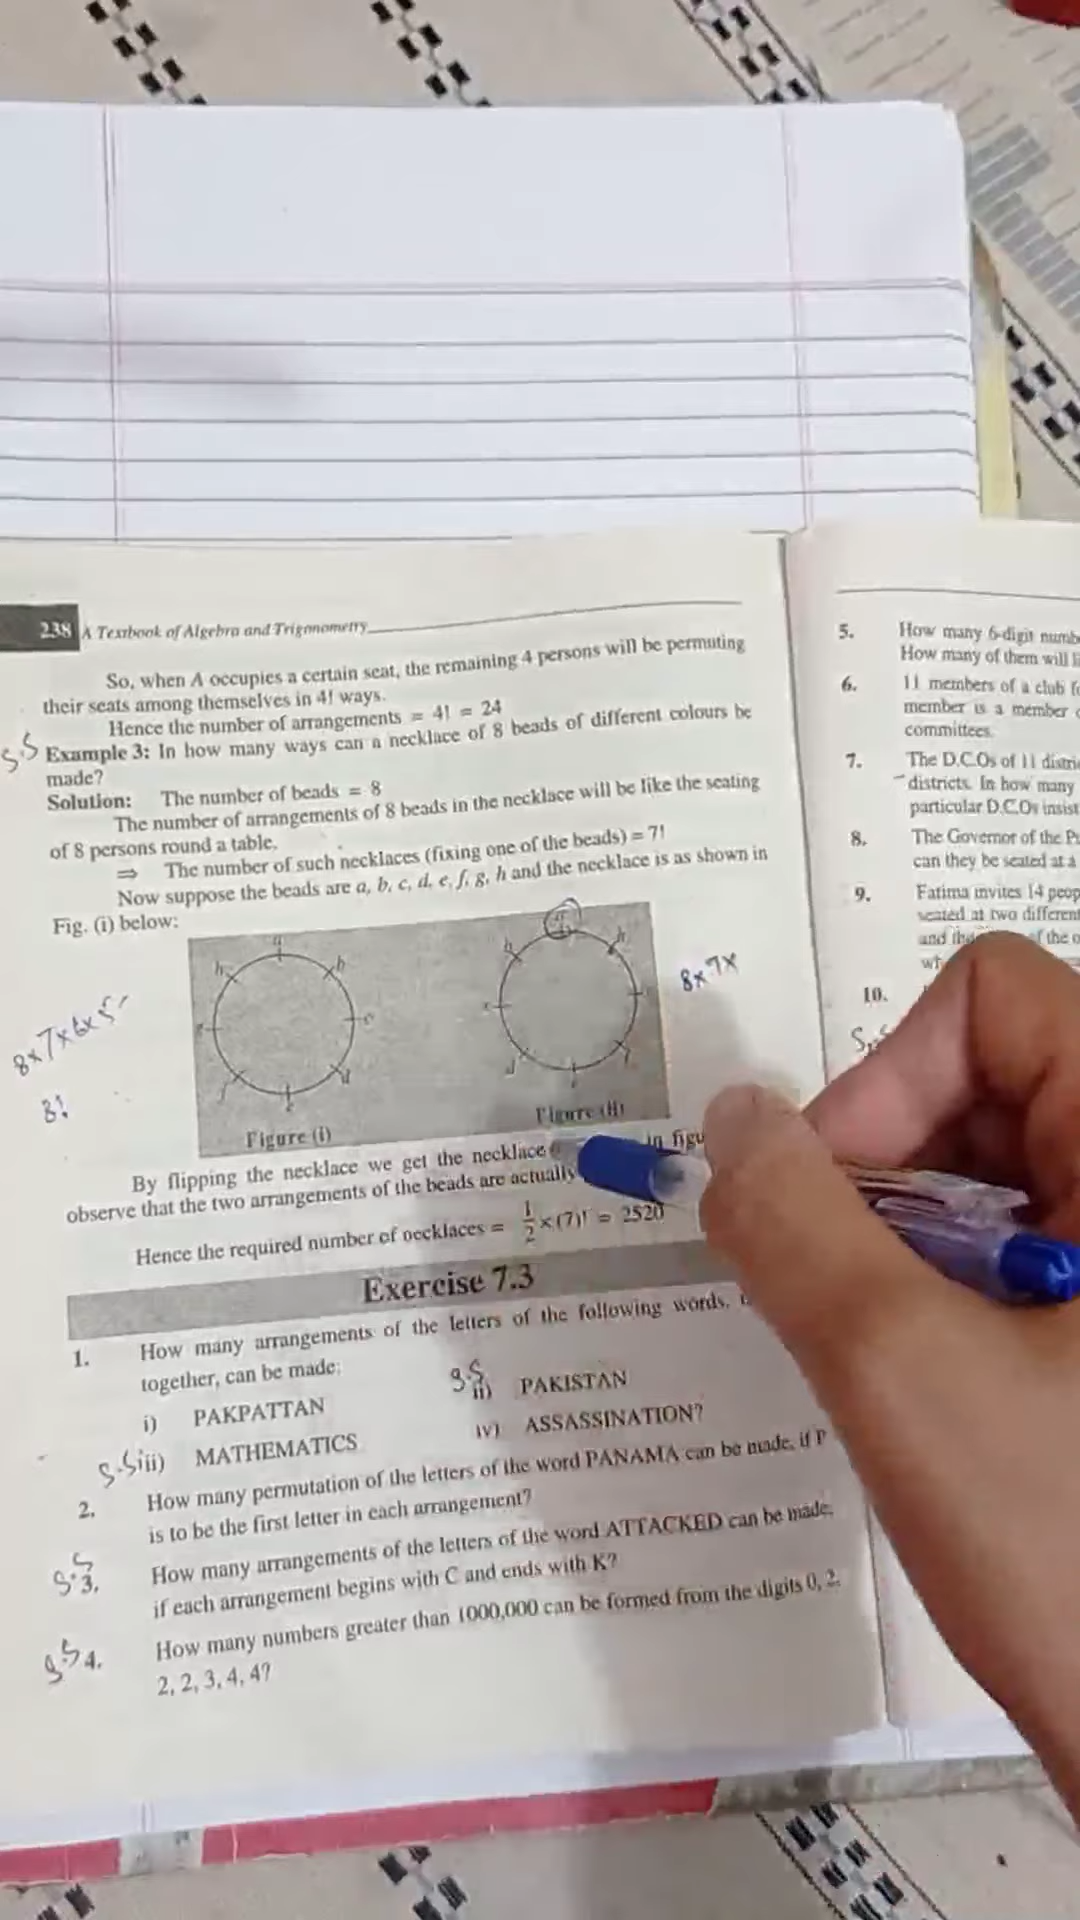 238 A Textbook of Algebra and Trigonometry
So, when A occupies a certain seat, the remaining 4 persons will be permuting
their seats among themselves in 4! ways.
Hence the number of arrangements = 4! = 24
S.S Example 3: In how many ways can a necklace of 8 beads of different colours be
made?
Solution: The number of beads = 8
The number of arrangements of 8 beads in the necklace will be like the seating
of 8 persons round a table.
⇒ The number of such necklaces (fixing one of the beads) = 7!
Now suppose the beads are a, b, c, d, e, f, g, h and the necklace is as shown in
Fig. (i) below:
8x7x6x5
8!
8x7x
Figure (i)
Figure (ii)
By flipping the necklace we get the necklace in figu
observe that the two arrangements of the beads are actually
Hence the required number of necklaces = 1/2 × (7)! = 2520
Exercise 7.3
1. How many arrangements of the letters of the following words,
together, can be made:
i) PAKPATTAN S.S ii) PAKISTAN
S.S iii) MATHEMATICS iv) ASSASSINATION?
2. How many permutation of the letters of the word PANAMA can be made, if P
is to be the first letter in each arrangement?
S.S 3. How many arrangements of the letters of the word ATTACKED can be made,
if each arrangement begins with C and ends with K?
S.S 4. How many numbers greater than 1000,000 can be formed from the digits 0, 2,
2, 2, 3, 4, 4?
5. How many 6-digit numb
How many of them will
6. 11 members of a club
member is a member
committees.
7. The D.C.Os of 11 distri
districts. In how many
particular D.C.Os insist
8. The Governor of the
can they be seated at a
9. Fatima invites 14 peop
seated at two different
and of the
10.